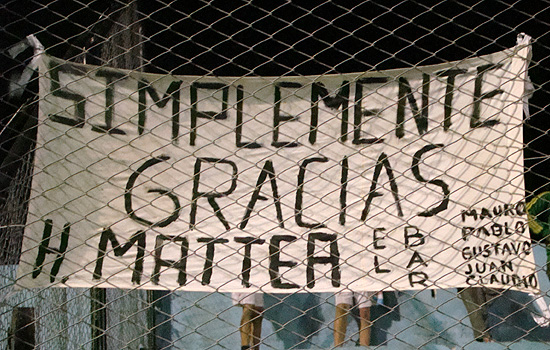 SIMPLEMENTE
GRACIAS
H. MATTEA
EL
BAR
MAURO
PABLO
GUSTAVO
JUAN
CLAUDIO